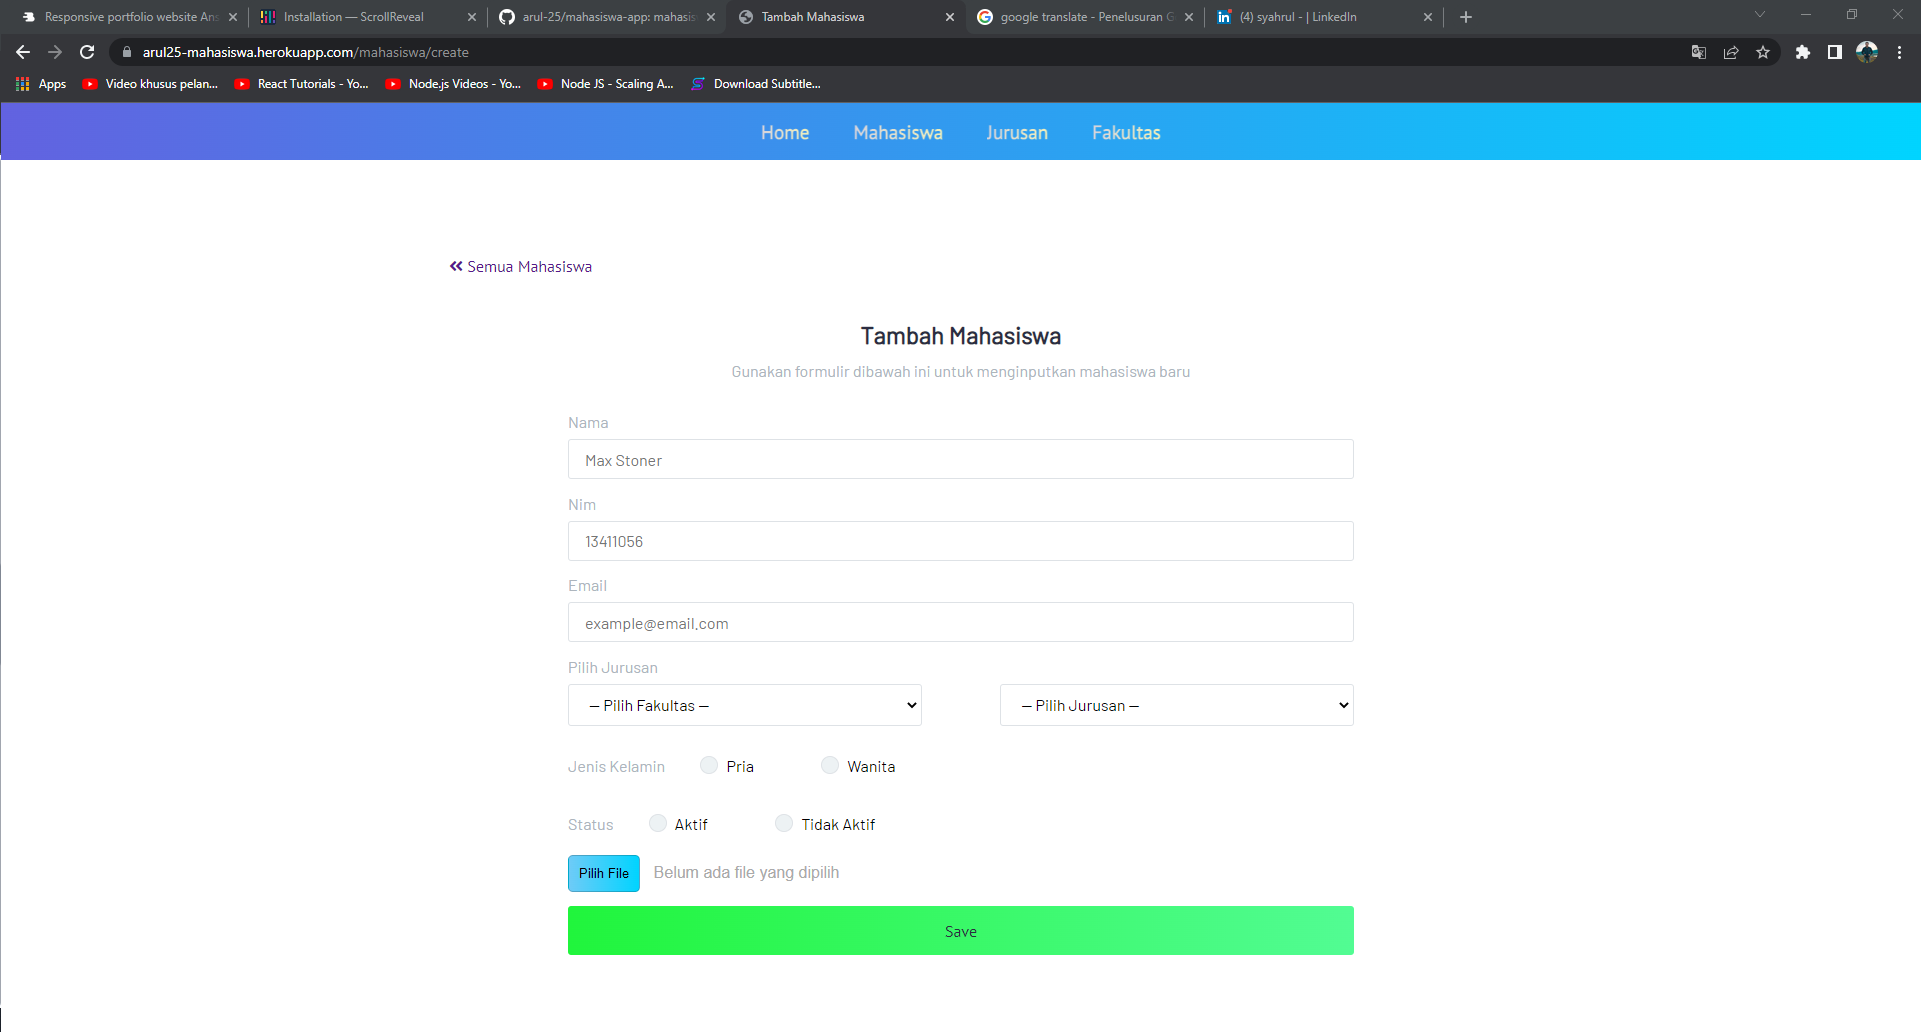 Responsive portfolio website Ans
Installation — ScrollReveal
arul-25/mahasiswa-app: mahasis
Tambah Mahasiswa
google translate - Penelusuran G
(4) syahrul - | LinkedIn
arul25-mahasiswa.herokuapp.com/mahasiswa/create
Apps
Video khusus pelan...
React Tutorials - Yo...
Node.js Videos - Yo...
Node JS - Scaling A...
Download Subtitle...
Home Mahasiswa Jurusan Fakultas
Semua Mahasiswa
Tambah Mahasiswa
Gunakan formulir dibawah ini untuk menginputkan mahasiswa baru
Nama
Max Stoner
Nim
13411056
Email
example@email.com
Pilih Jurusan
-- Pilih Fakultas --
-- Pilih Jurusan --
Jenis Kelamin Pria Wanita
Status Aktif Tidak Aktif
Pilih File Belum ada file yang dipilih
Save